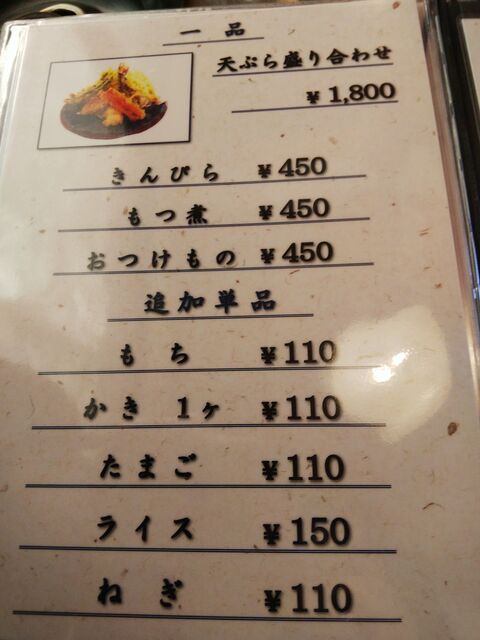 一品
天ぷら盛り合わせ
¥1,800
きんぴら ¥450
もつ煮 ¥450
おつけもの ¥450
追加単品
もち ¥110
かき 1ヶ ¥110
たまご ¥110
ライス ¥150
ねぎ ¥110